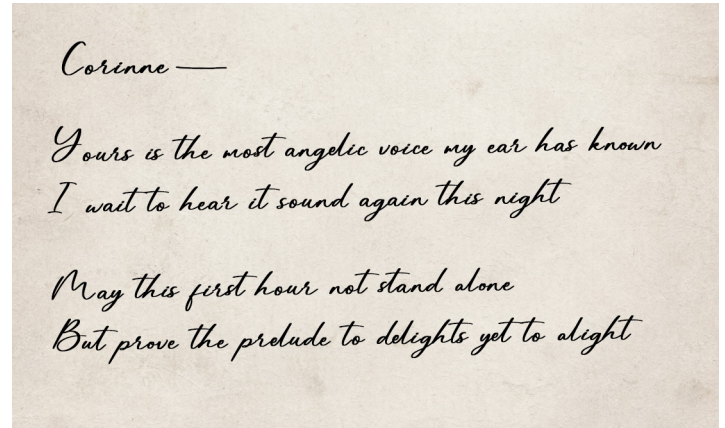 Corinne —
Yours is the most angelic voice my ear has known
I wait to hear it sound again this night
May this first hour not stand alone
But prove the prelude to delights yet to alight